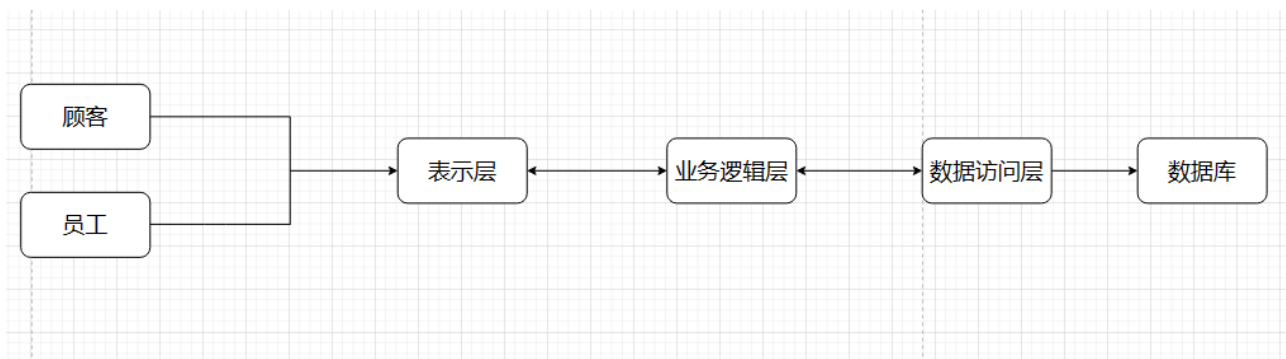 顾客
员工
表示层
业务逻辑层
数据访问层
数据库